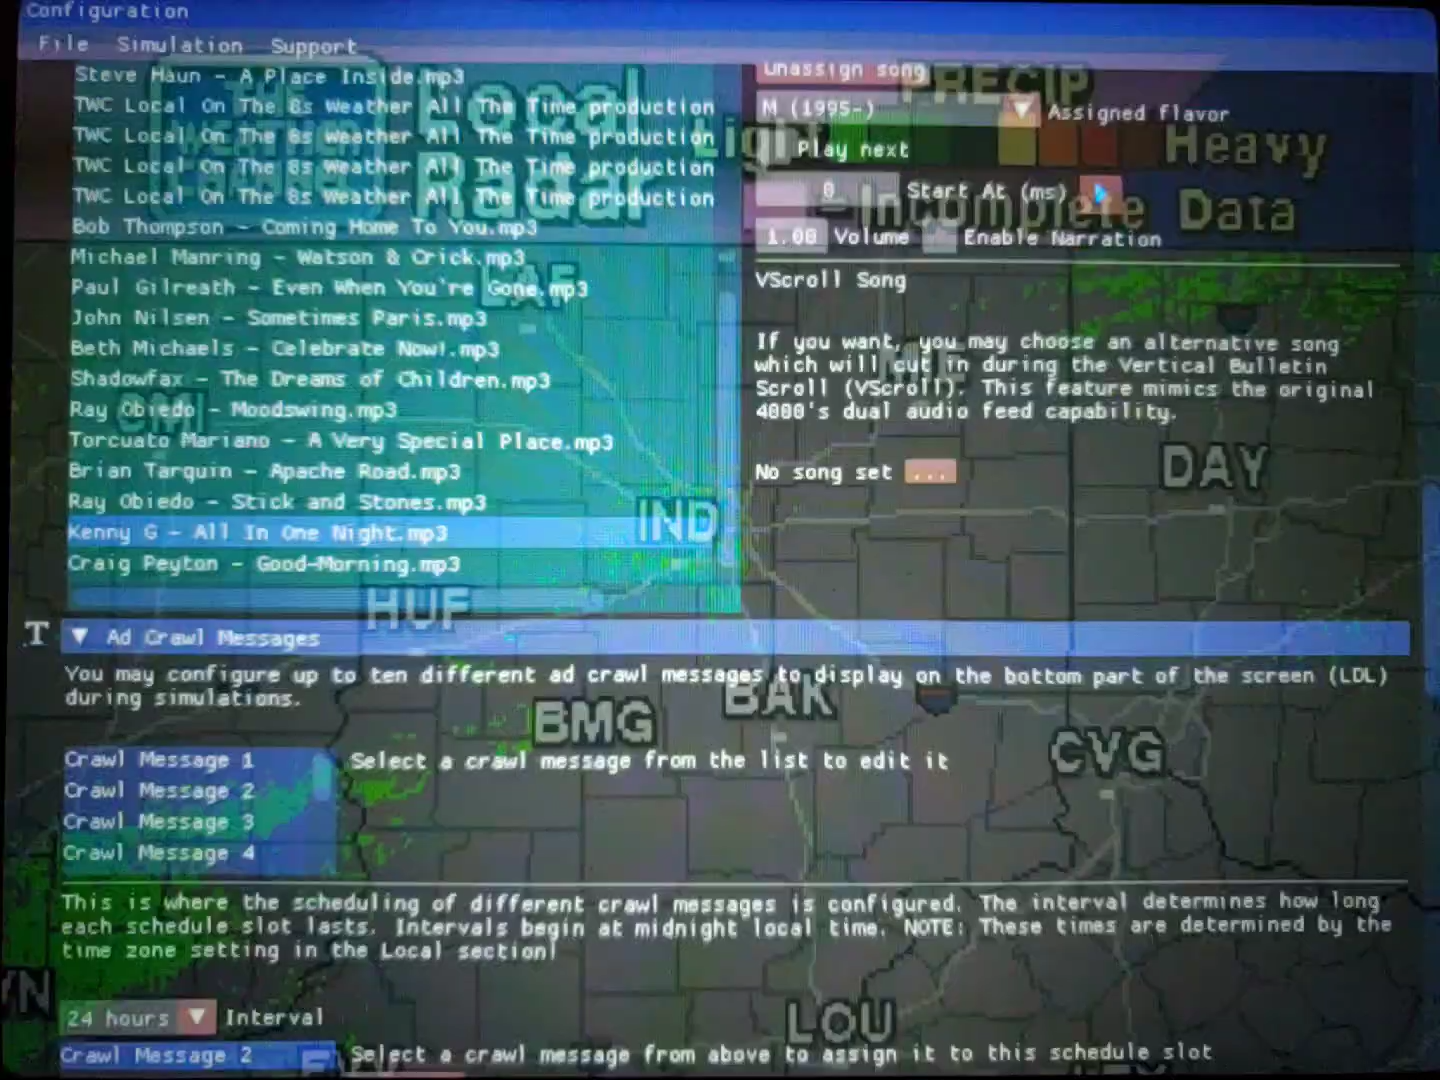 Configuration
File Simulation Support
Steve Haun - A Place Inside.mp3
TWC Local On The 8s Weather All The Time production
TWC Local On The 8s weather All The Time production
TWC Local On The 8s Weather All The Time production
TWC Local On The 8s Weather All The Time production
Bob Thompson - Coming Home To You.mp3
Michael Manring - Watson & Crick.mp3
Paul Gilreath - Even When You're Gone.mp3
John Nilsen - Sometimes Paris.mp3
Beth Michaels - Celebrate Now!.mp3
Shadowfax - The Dreams of Children.mp3
Ray Obiedo - Moodswing.mp3
Torcuato Mariano - A Very Special Place.mp3
Brian Tarquin - Apache Road.mp3
Ray Obiedo - Stick and Stones.mp3
Kenny G - All In One Night.mp3
Craig Peyton - Good-Morning.mp3
Unassign song
M (1995-) Assigned flavor
Play next
0 Start At (ms)
1.00 Volume Enable Narration
VScroll Song
If you want, you may choose an alternative song
which will cut in during the Vertical Bulletin
Scroll (VScroll). This feature mimics the original
4000's dual audio feed capability.
No song set ...
Local
Radar
PRECIP
Light Heavy
Incomplete Data
LAF
DAY
IND
HUF
BMG
BAK
CVG
LOU
Ad Crawl Messages
You may configure up to ten different ad crawl messages to display on the bottom part of the screen (LDL)
during simulations.
Crawl Message 1
Crawl Message 2
Crawl Message 3
Crawl Message 4
Select a crawl message from the list to edit it
This is where the scheduling of different crawl messages is configured. The interval determines how long
each schedule slot lasts. Intervals begin at midnight local time. NOTE: These times are determined by the
time zone setting in the Local section!
24 hours Interval
Crawl Message 2 Select a crawl message from above to assign it to this schedule slot